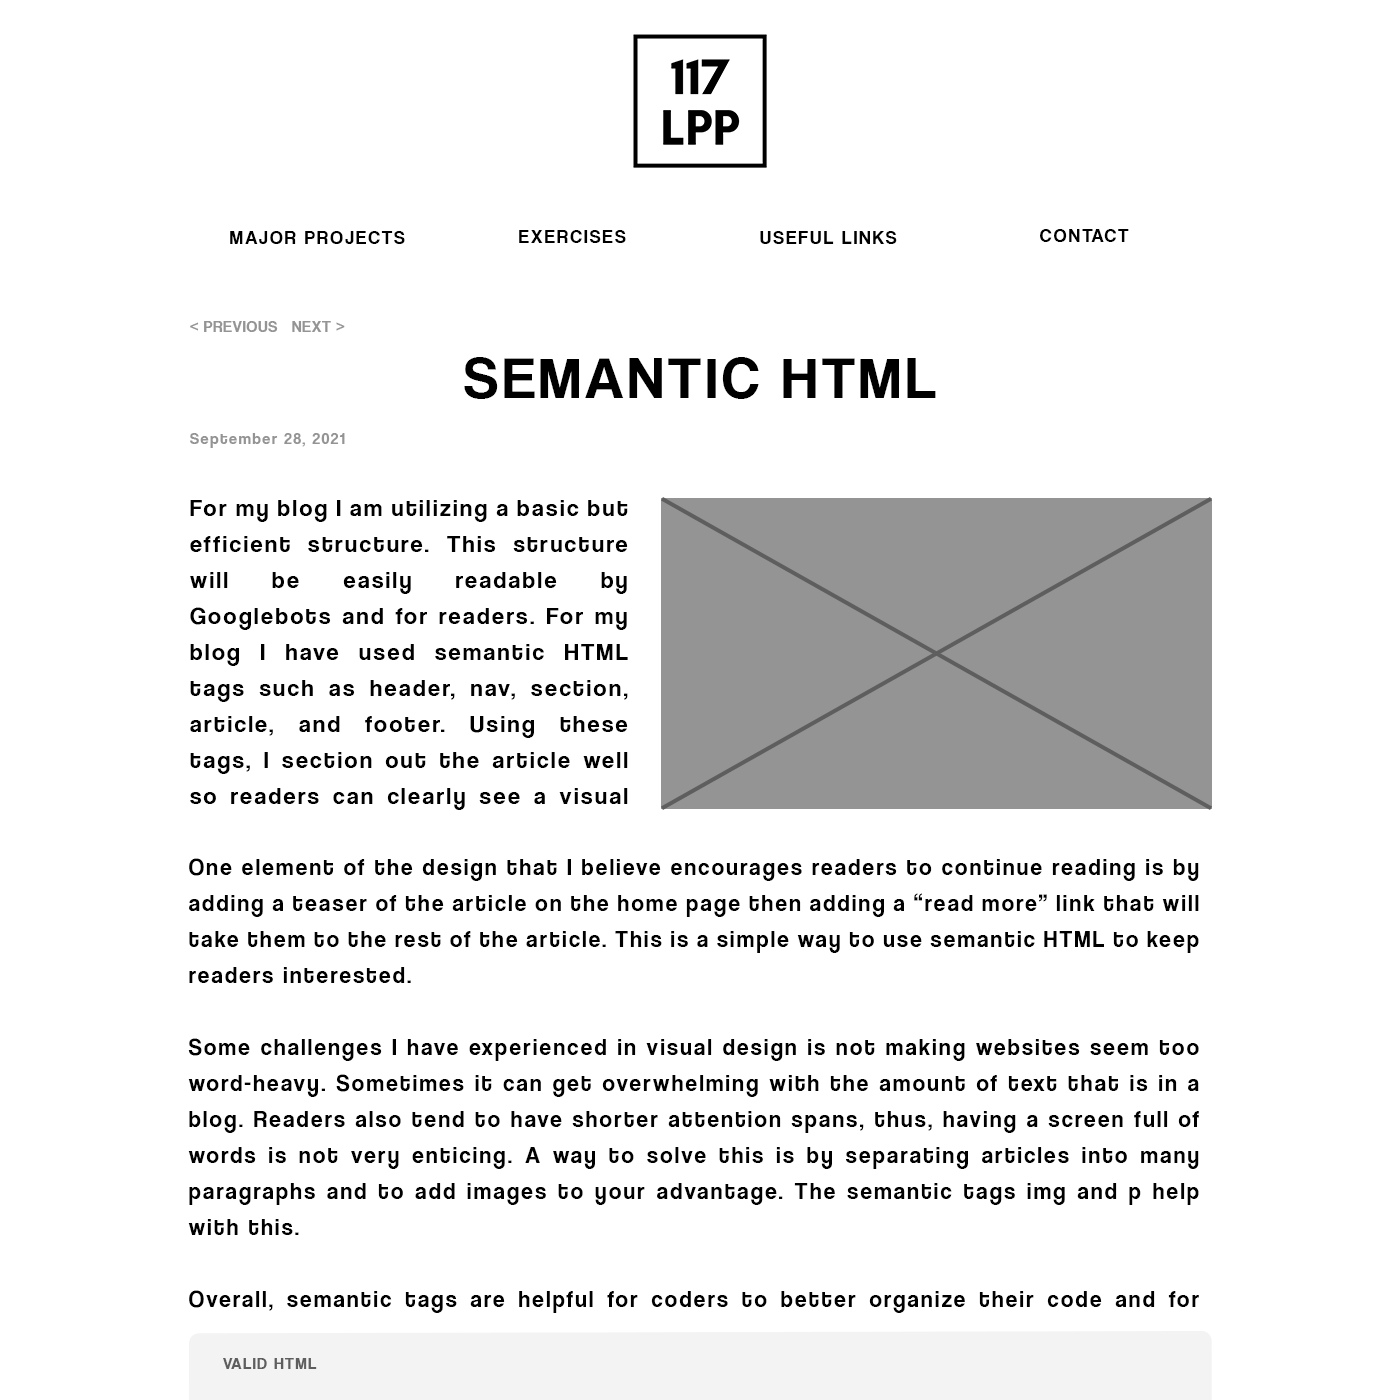 117
LPP
MAJOR PROJECTS EXERCISES USEFUL LINKS CONTACT
< PREVIOUS NEXT >
SEMANTIC HTML
September 28, 2021
For my blog I am utilizing a basic but
efficient structure. This structure
will be easily readable by
Googlebots and for readers. For my
blog I have used semantic HTML
tags such as header, nav, section,
article, and footer. Using these
tags, I section out the article well
so readers can clearly see a visual
One element of the design that I believe encourages readers to continue reading is by
adding a teaser of the article on the home page then adding a “read more” link that will
take them to the rest of the article. This is a simple way to use semantic HTML to keep
readers interested.
Some challenges I have experienced in visual design is not making websites seem too
word-heavy. Sometimes it can get overwhelming with the amount of text that is in a
blog. Readers also tend to have shorter attention spans, thus, having a screen full of
words is not very enticing. A way to solve this is by separating articles into many
paragraphs and to add images to your advantage. The semantic tags img and p help
with this.
Overall, semantic tags are helpful for coders to better organize their code and for
VALID HTML